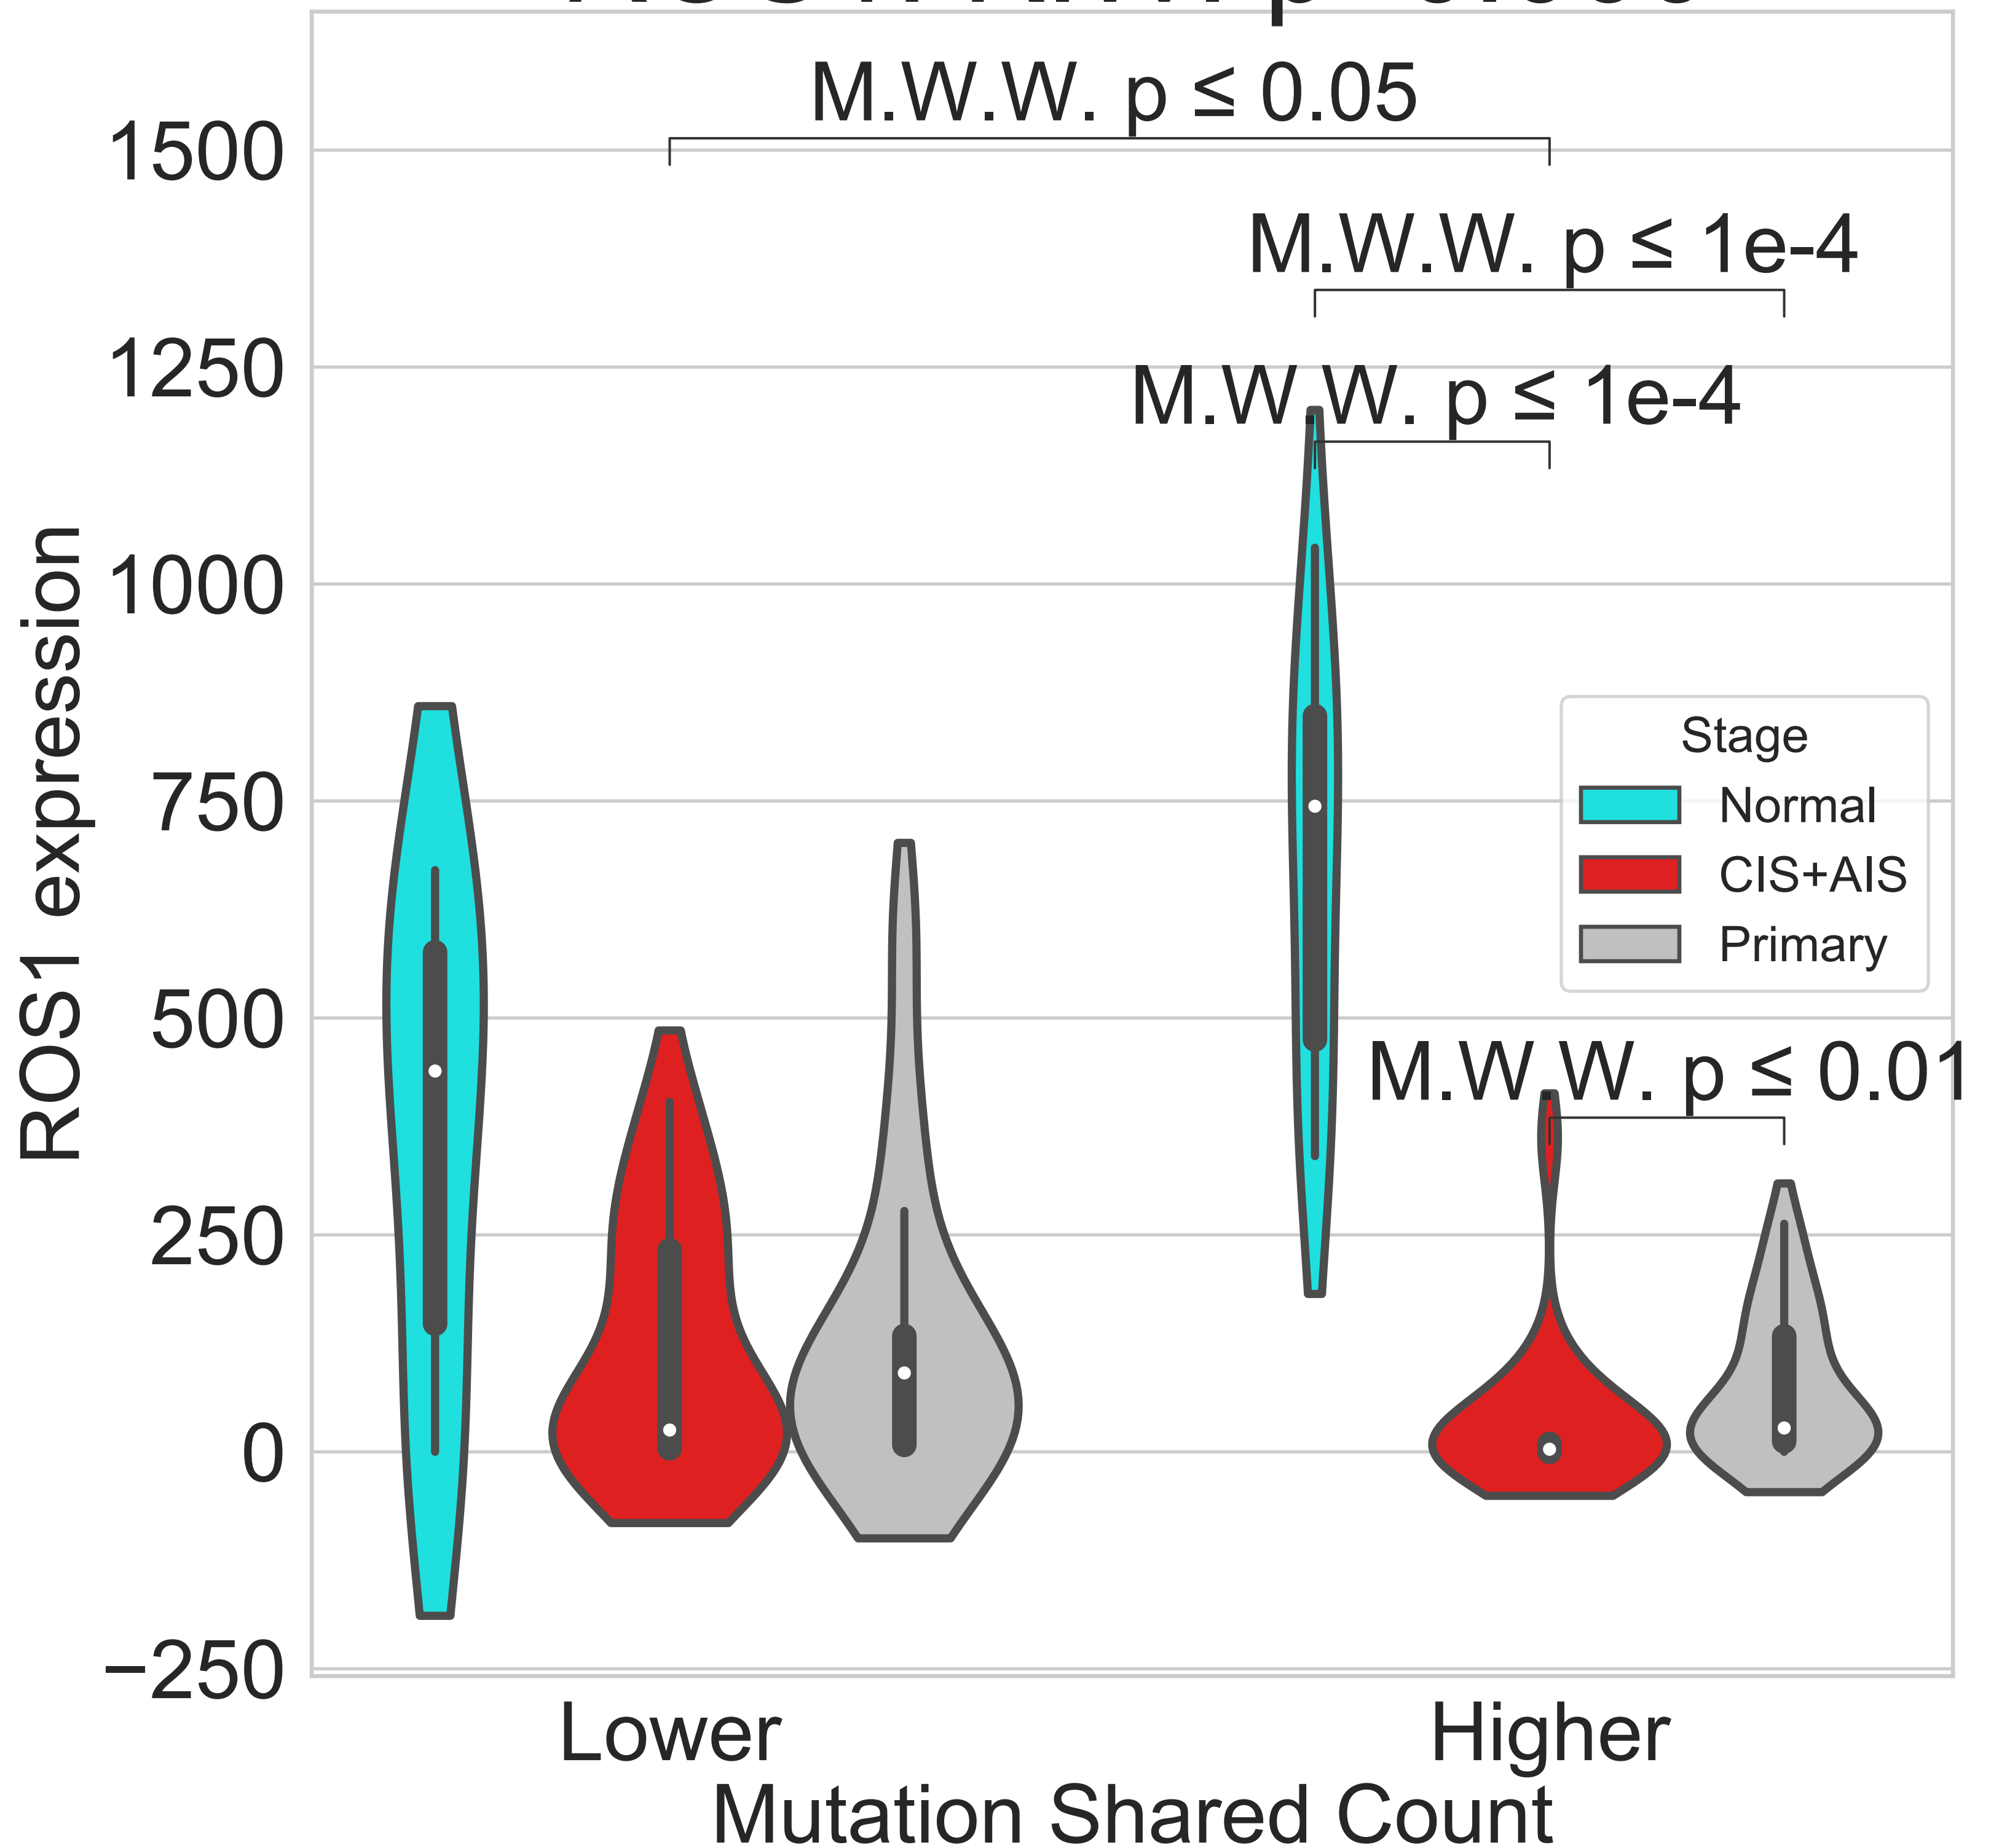 M.W.W. p ≤ 0.05
1500
M.W.W. p ≤ 1e-4
1250
M.W.W. p ≤ 1e-4
1000
750
500
250
0
−250
ROS1 expression
Stage
Normal
CIS+AIS
Primary
M.W.W. p ≤ 0.01
Lower
Higher
Mutation Shared Count